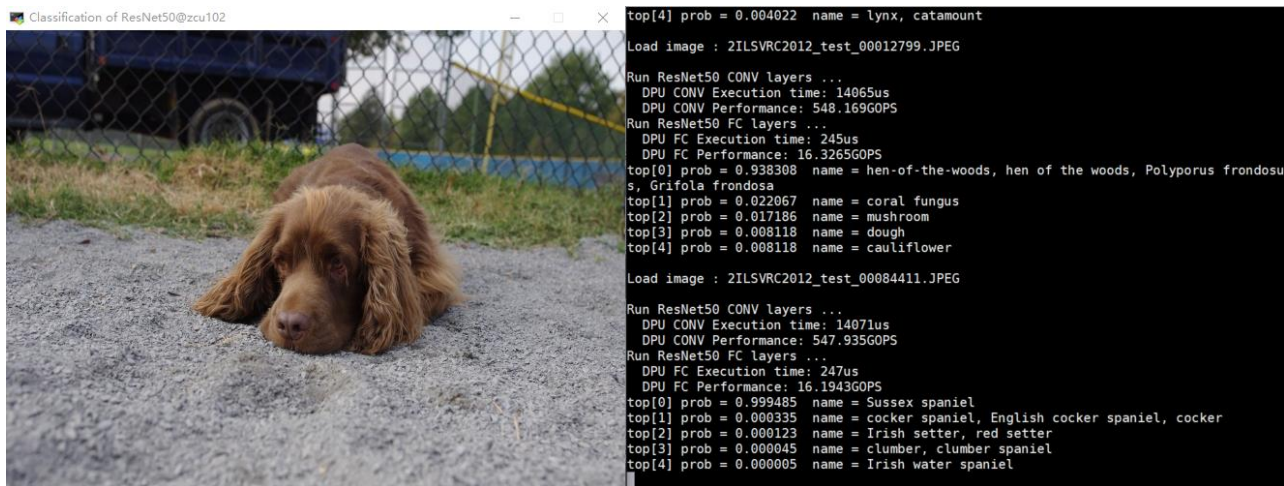 Classification of ResNet50@zcu102
top[4] prob = 0.004022 name = lynx, catamount
Load image : 2ILSVRC2012_test_00012799.JPEG
Run ResNet50 CONV layers ...
DPU CONV Execution time: 14065us
DPU CONV Performance: 548.169GOPS
Run ResNet50 FC layers ...
DPU FC Execution time: 245us
DPU FC Performance: 16.3265GOPS
top[0] prob = 0.938308 name = hen-of-the-woods, hen of the woods, Polyporus frondosu
s, Grifola frondosa
top[1] prob = 0.022067 name = coral fungus
top[2] prob = 0.017186 name = mushroom
top[3] prob = 0.008118 name = dough
top[4] prob = 0.008118 name = cauliflower
Load image : 2ILSVRC2012_test_00084411.JPEG
Run ResNet50 CONV layers ...
DPU CONV Execution time: 14071us
DPU CONV Performance: 547.935GOPS
Run ResNet50 FC layers ...
DPU FC Execution time: 247us
DPU FC Performance: 16.1943GOPS
top[0] prob = 0.999485 name = Sussex spaniel
top[1] prob = 0.000335 name = cocker spaniel, English cocker spaniel, cocker
top[2] prob = 0.000123 name = Irish setter, red setter
top[3] prob = 0.000045 name = clumber, clumber spaniel
top[4] prob = 0.000005 name = Irish water spaniel